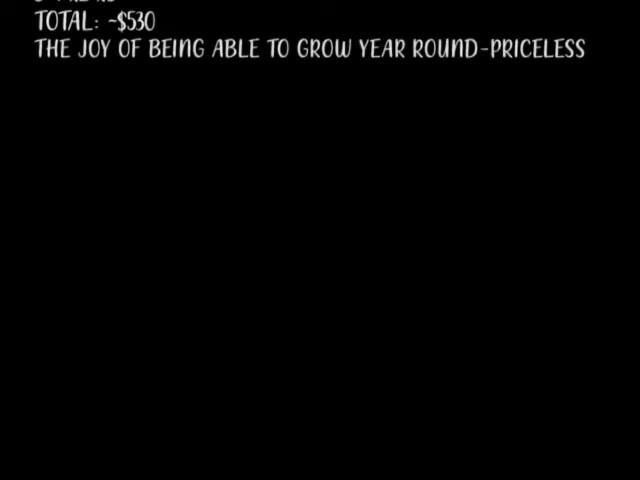 TOTAL: ~$530
THE JOY OF BEING ABLE TO GROW YEAR ROUND-PRICELESS